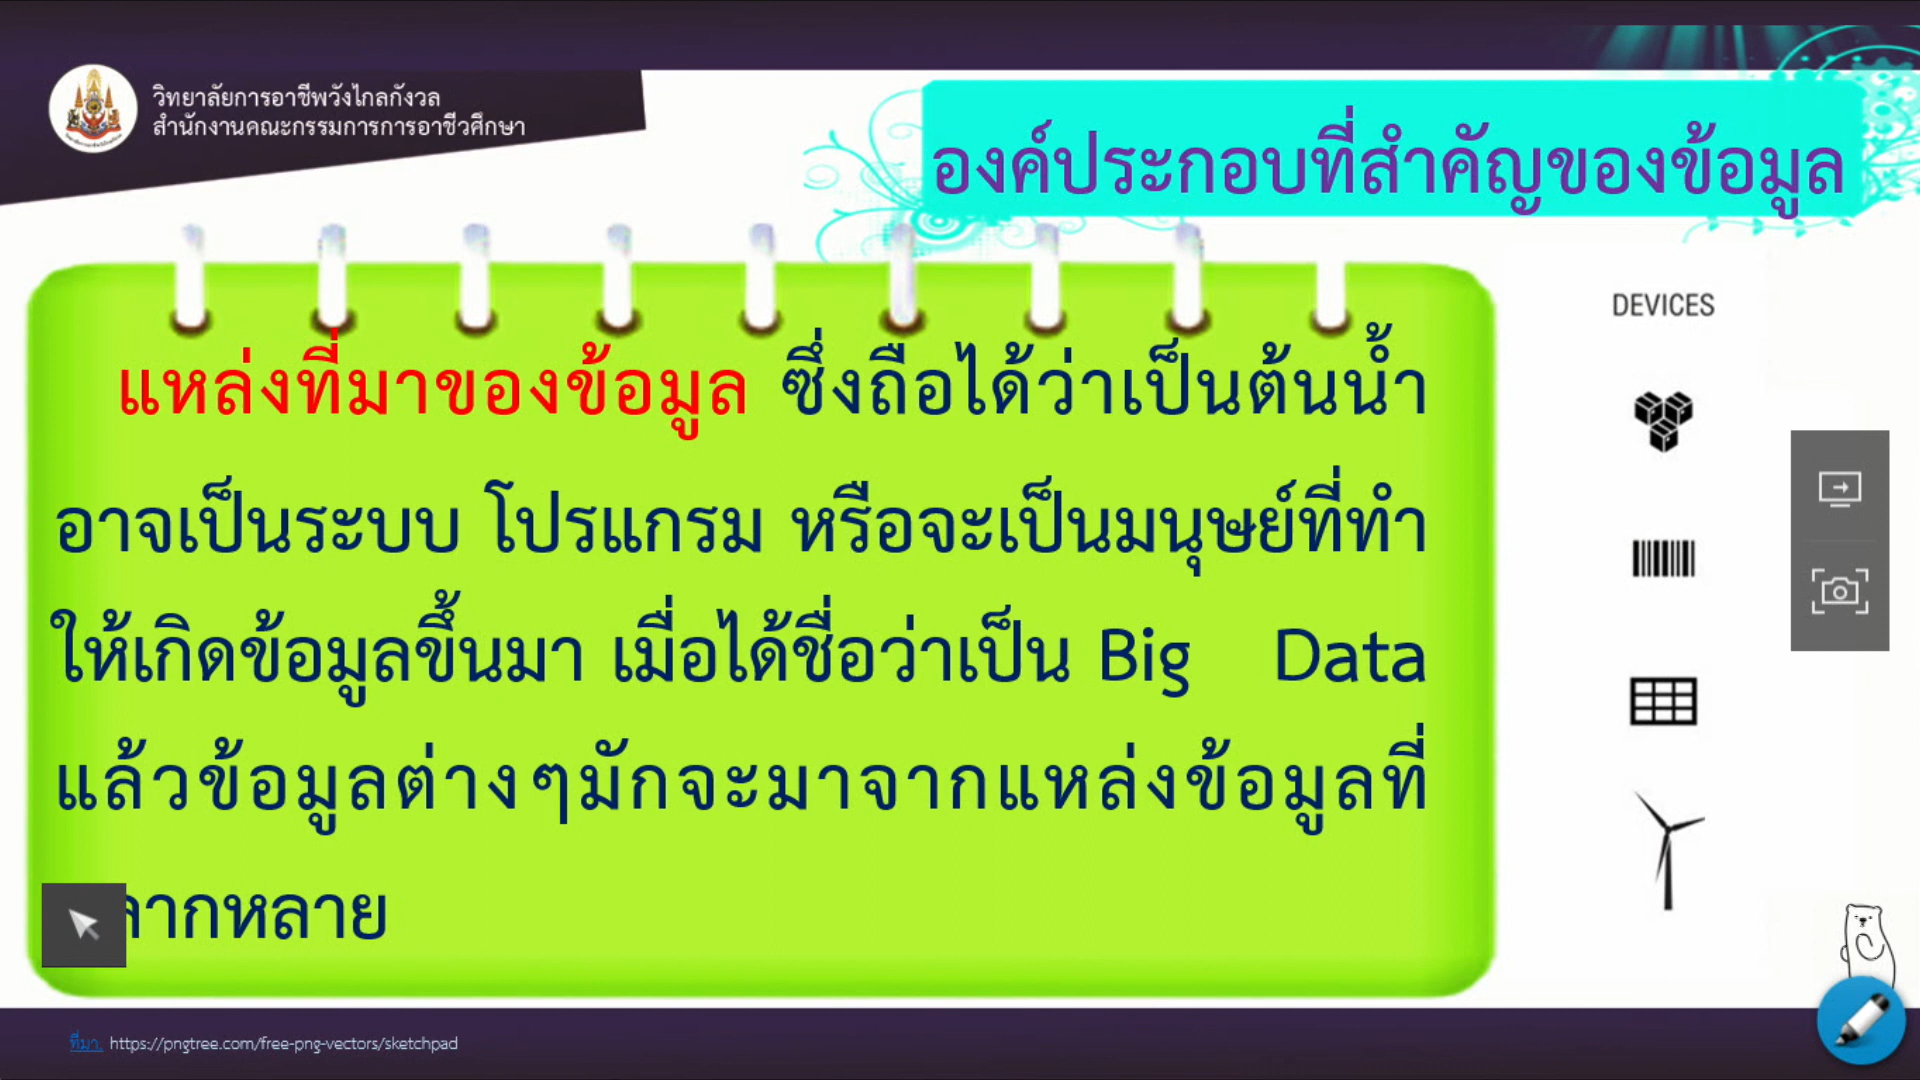 วิทยาลัยการอาชีพวังไกลกังวล
สำนักงานคณะกรรมการการอาชีวศึกษา
องค์ประกอบที่สำคัญของข้อมูล
แหล่งที่มาของข้อมูล ซึ่งถือได้ว่าเป็นต้นน้ำ
อาจเป็นระบบ โปรแกรม หรือจะเป็นมนุษย์ที่ทำ
ให้เกิดข้อมูลขึ้นมา เมื่อได้ชื่อว่าเป็น Big Data
แล้วข้อมูลต่างๆมักจะมาจากแหล่งข้อมูลที่
ลากหลาย
DEVICES
ที่มา. https://pngtree.com/free-png-vectors/sketchpad